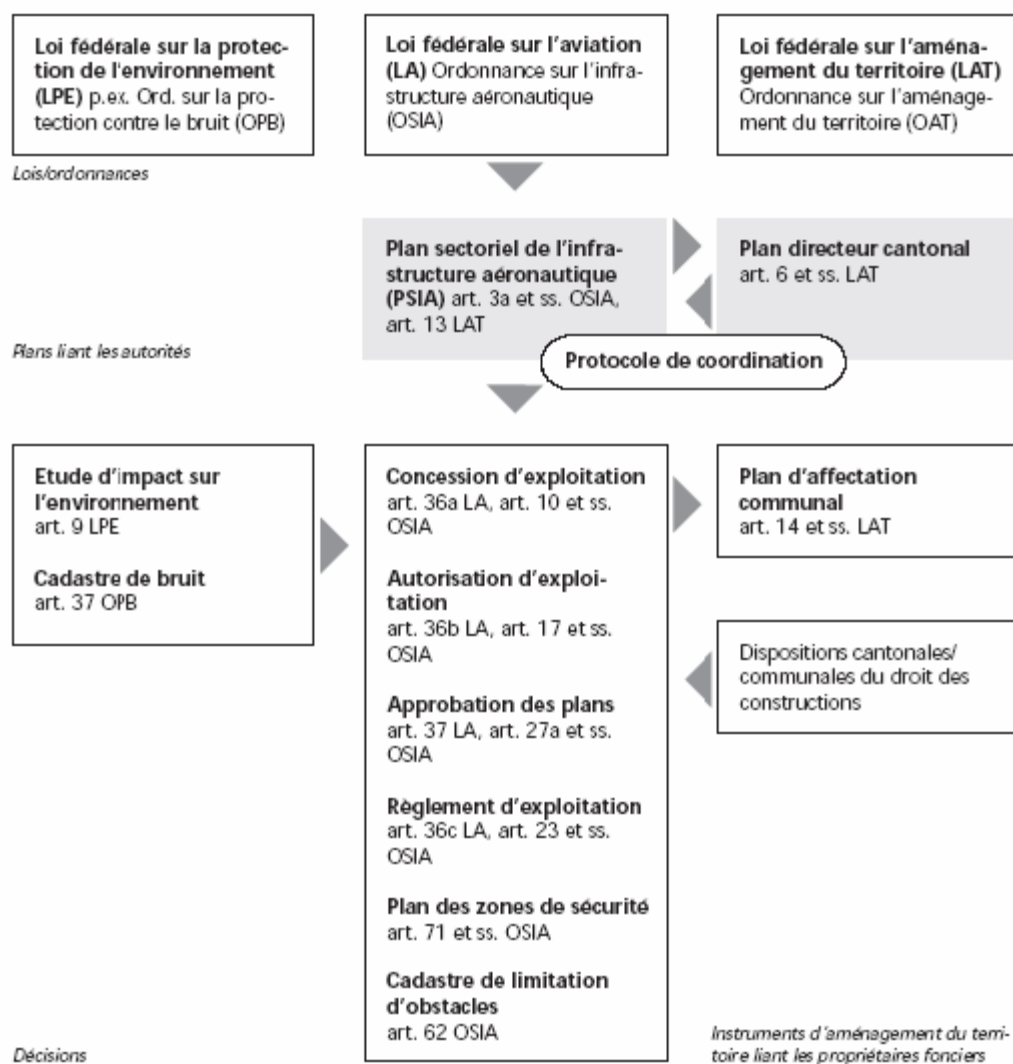 Loi fédérale sur la protec-
tion de l'environnement
(LPE) p.ex. Ord. sur la pro-
tection contre le bruit (OPB)
Loi fédérale sur l'aviation
(LA) Ordonnance sur l'infra-
structure aéronautique
(OSIA)
Loi fédérale sur l'aména-
gement du territoire (LAT)
Ordonnance sur l'aménage-
ment du territoire (OAT)
Lois/ordonnances
Plan sectoriel de l'infra-
structure aéronautique
(PSIA) art. 3a et ss. OSIA,
art. 13 LAT
Plan directeur cantonal
art. 6 et ss. LAT
Plans liant les autorités
Protocole de coordination
Etude d'impact sur
l'environnement
art. 9 LPE
Cadastre de bruit
art. 37 OPB
Concession d'exploitation
art. 36a LA, art. 10 et ss.
OSIA
Autorisation d'exploi-
tation
art. 36b LA, art. 17 et ss.
OSIA
Approbation des plans
art. 37 LA, art. 27a et ss.
OSIA
Règlement d'exploitation
art. 36c LA, art. 23 et ss.
OSIA
Plan des zones de sécurité
art. 71 et ss. OSIA
Cadastre de limitation
d'obstacles
art. 62 OSIA
Plan d'affectation
communal
art. 14 et ss. LAT
Dispositions cantonales/
communales du droit des
constructions
Décisions
Instruments d'aménagement du terri-
toire liant les propriétaires fonciers